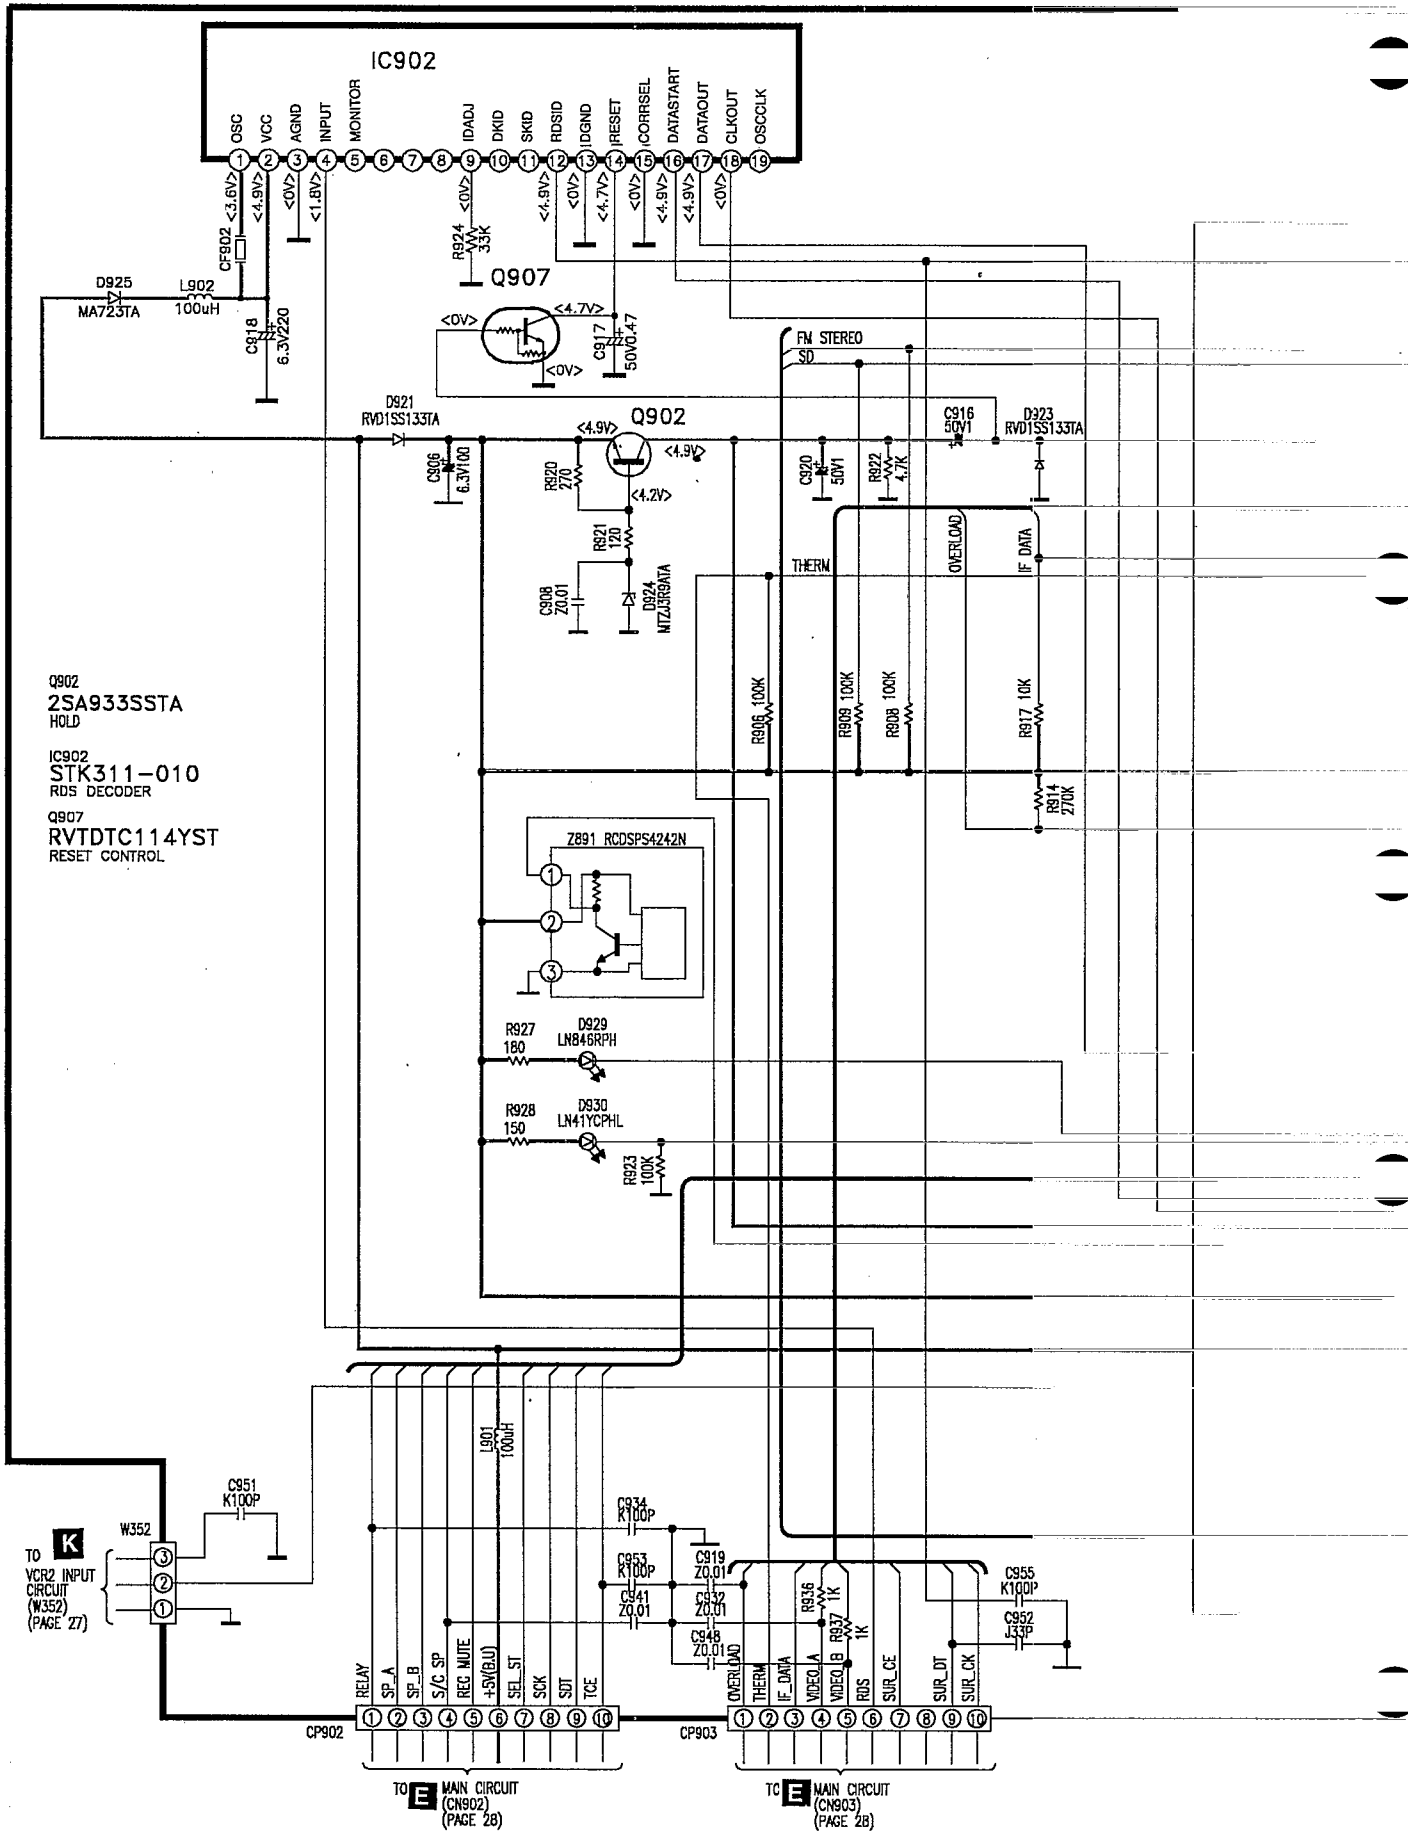 IC902
OSC
VCC
AGND
INPUT
MONITOR
IDADJ
DKID
SKID
RDSID
IDGND
IRESET
ICORRSEL
DATASTART
DATAOUT
CLKOUT
OSCCLK
1 2 3 4 5 6 7 8 9 10 11 12 13 14 15 16 17 18 19
<3.6V>
<4.9V>
<0V>
<1.8V>
<0V>
<4.9V>
<0V>
<4.7V>
<0V>
<4.9V>
<4.9V>
<0V>
CF902
R924
33K
D925
MA723TA
L902
100uH
C918
6.3V220
Q907
<0V>
<4.7V>
<0V>
C917
50V0.47
FM STEREO
SD
D921
RVD1SS133TA
Q902
<4.9V>
<4.9V>
<4.2V>
C906
6.3V100
R920
270
R921
120
C908
Z0.01
D924
MTZJ3R9ATA
C920
50V1
R922
4.7K
C916
50V1
D923
RVD1SS133TA
OVERLOAD
IF DATA
THERM
Q902
2SA933SSTA
HOLD
IC902
STK311-010
RDS DECODER
Q907
RVTDTC114YST
RESET CONTROL
R906 100K
R909 100K
R908 100K
R917 10K
R914
270K
Z891 RCDSPS4242N
1
2
3
R927
180
D929
LN846RPH
R928
150
D930
LN41YCPHL
R923
100K
L901
100uH
C951
K100P
W352
TO K
VCR2 INPUT
CIRCUIT
(W352)
(PAGE 27)
3
2
1
C934
K100P
C953
K100P
C941
Z0.01
C919
Z0.01
C932
Z0.01
C948
Z0.01
R936
1K
R937
1K
C955
K100P
C952
J33P
RELAY
SP_A
SP_B
S/C SP
REC MUTE
+5V(B.U)
SEL_ST
SCK
SDT
TCE
OVERLOAD
THERM
IF_DATA
VIDEO_A
VIDEO_B
RDS
SUR_CE
SUR_DT
SUR_CK
CP902
1 2 3 4 5 6 7 8 9 10
CP903
1 2 3 4 5 6 7 8 9 10
TO E MAIN CIRCUIT
(CN902)
(PAGE 28)
TO E MAIN CIRCUIT
(CN903)
(PAGE 28)